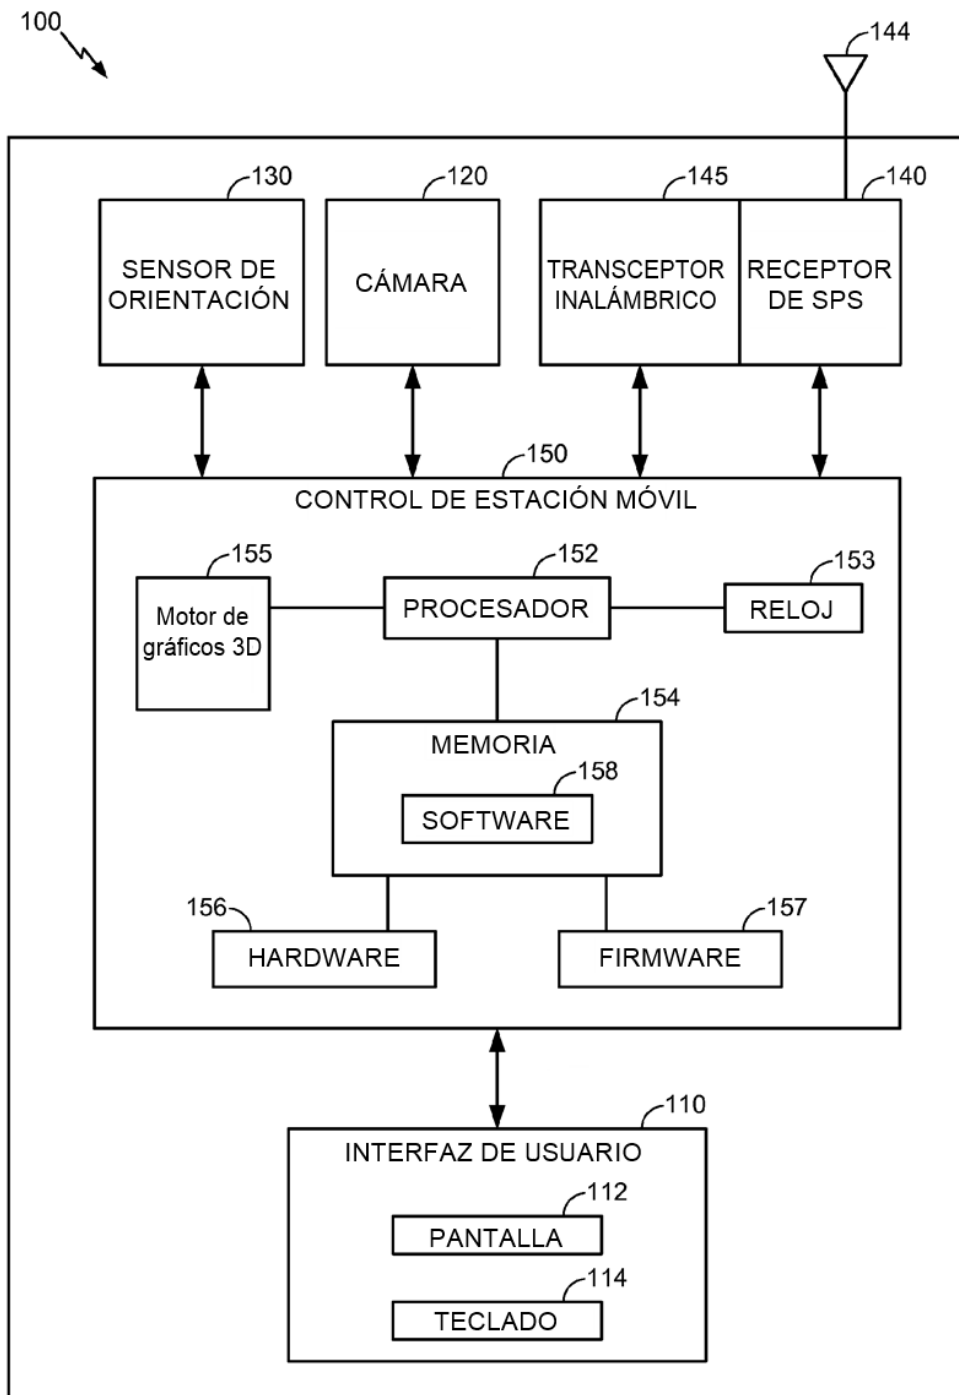 100
144
130
120
145
140
SENSOR DE
ORIENTACIÓN
CÁMARA
TRANSCEPTOR
INALÁMBRICO
RECEPTOR
DE SPS
150
CONTROL DE ESTACIÓN MÓVIL
155
152
153
Motor de
gráficos 3D
PROCESADOR
RELOJ
154
MEMORIA
158
SOFTWARE
156
157
HARDWARE
FIRMWARE
110
INTERFAZ DE USUARIO
112
PANTALLA
114
TECLADO